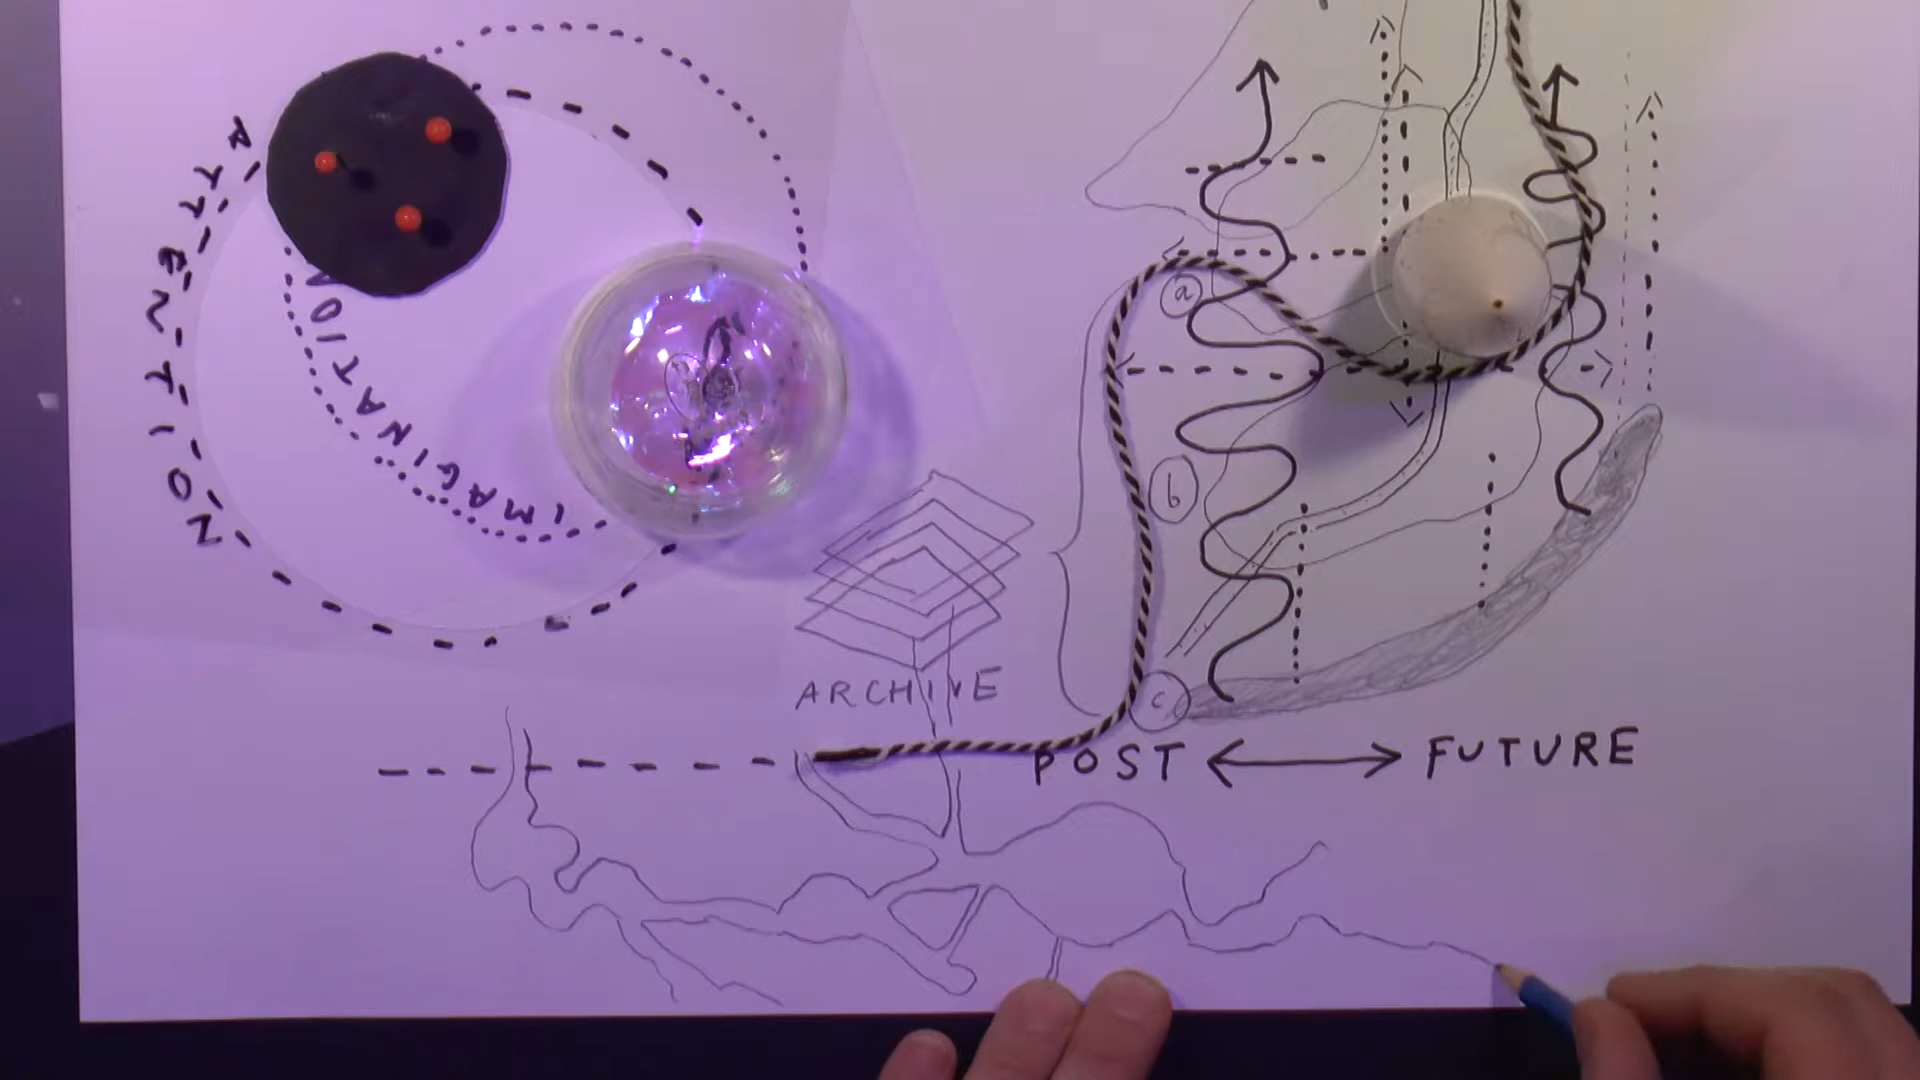 ATTENTION
IMAGINATION
a
b
ARCHIVE
c
POST FUTURE